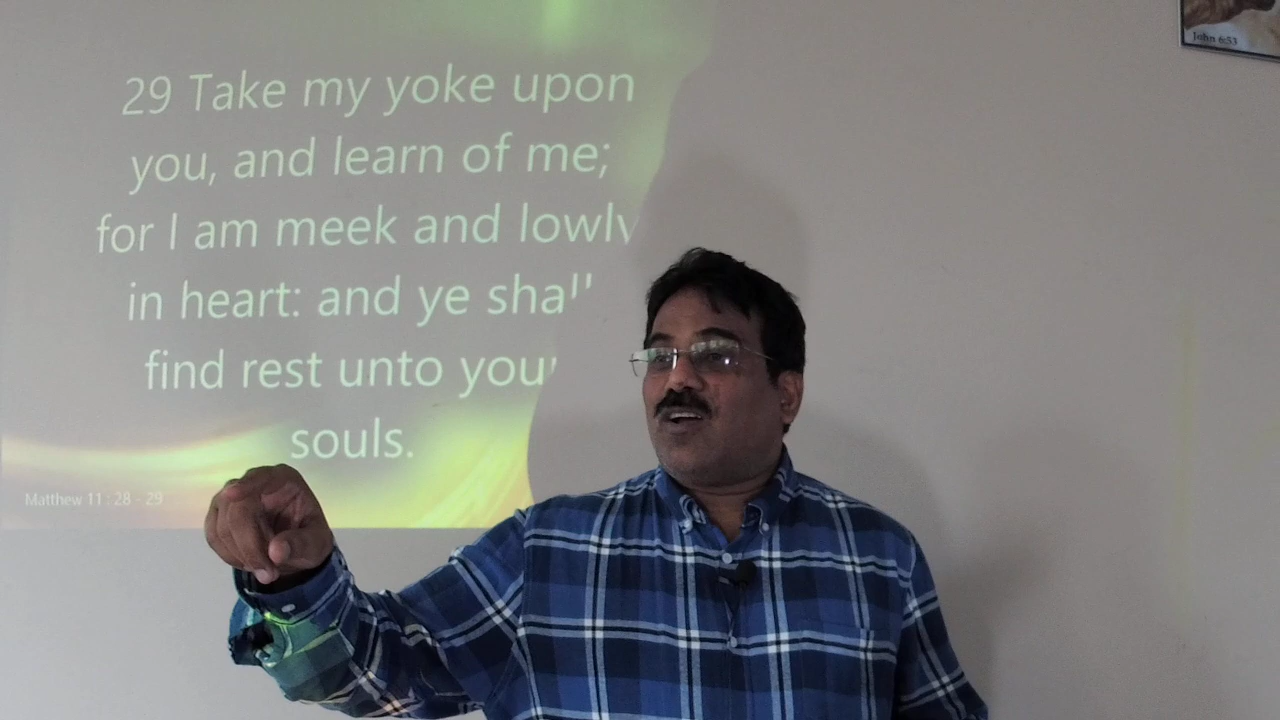 29 Take my yoke upon
you, and learn of me;
for I am meek and lowly
in heart: and ye shall
find rest unto your
souls.
Matthew 11 : 28 - 29
John 6:53